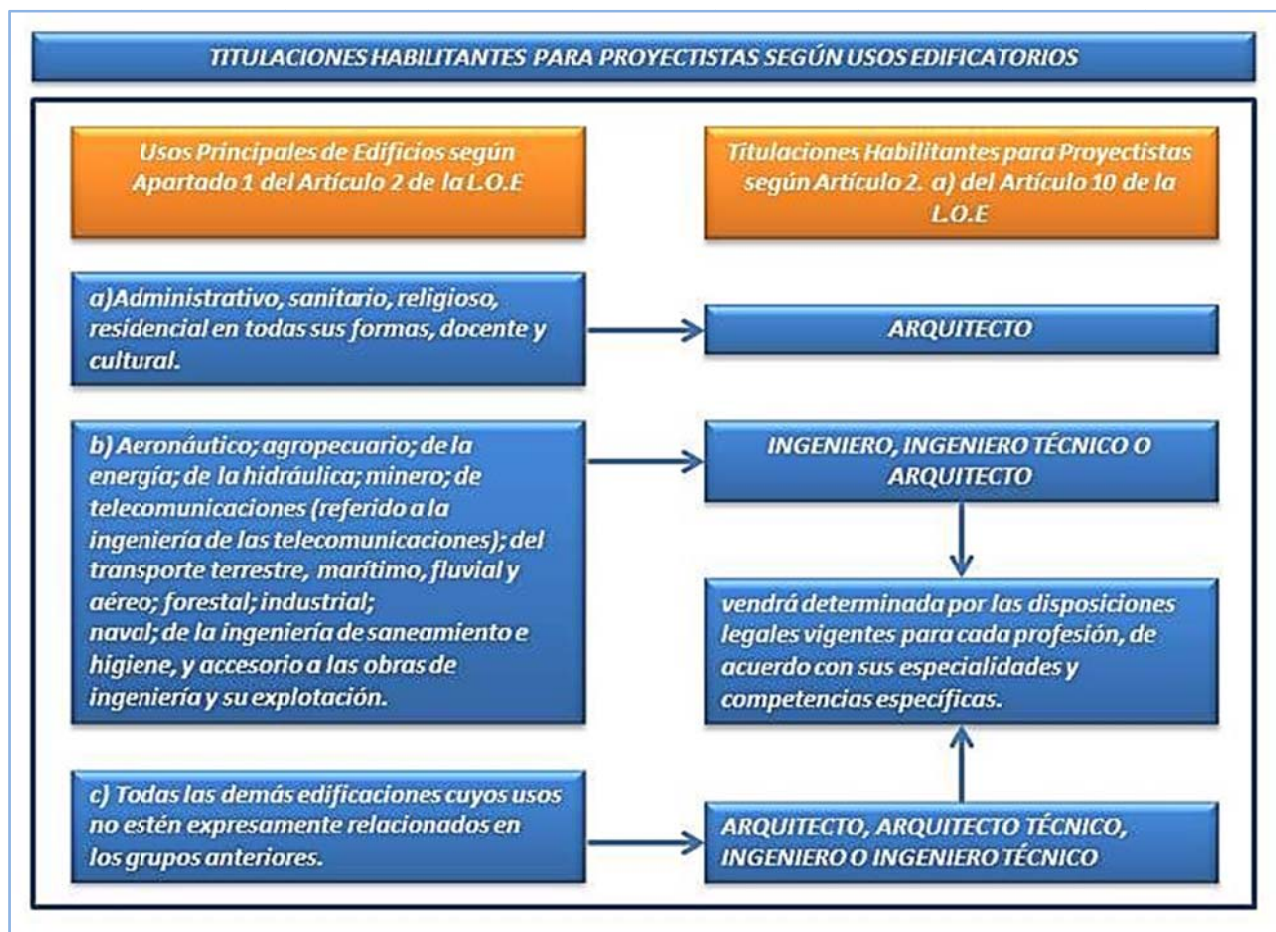 TITULACIONES HABILITANTES PARA PROYECTISTAS SEGÚN USOS EDIFICATORIOS
Usos Principales de Edificios según
Apartado 1 del Artículo 2 de la L.O.E
Titulaciones Habilitantes para Proyectistas
según Artículo 2. a) del Artículo 10 de la
L.O.E
a)Administrativo, sanitario, religioso,
residencial en todas sus formas, docente y
cultural.
ARQUITECTO
b) Aeronáutico; agropecuario; de la
energía; de la hidráulica; minero; de
telecomunicaciones (referido a la
ingeniería de las telecomunicaciones); del
transporte terrestre, marítimo, fluvial y
aéreo; forestal; industrial;
naval; de la ingeniería de saneamiento e
higiene, y accesorio a las obras de
ingeniería y su explotación.
INGENIERO, INGENIERO TÉCNICO O
ARQUITECTO
vendrá determinada por las disposiciones
legales vigentes para cada profesión, de
acuerdo con sus especialidades y
competencias específicas.
c) Todas las demás edificaciones cuyos usos
no estén expresamente relacionados en
los grupos anteriores.
ARQUITECTO, ARQUITECTO TÉCNICO,
INGENIERO O INGENIERO TÉCNICO